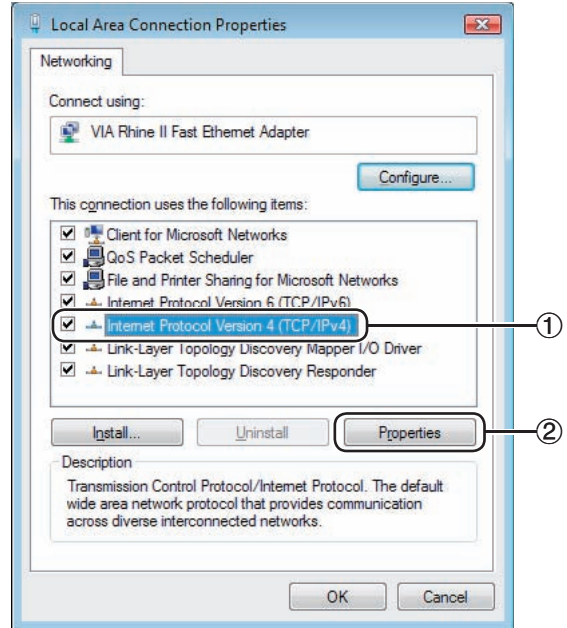 Local Area Connection Properties
Networking
Connect using:
VIA Rhine II Fast Ethernet Adapter
Configure...
This connection uses the following items:
Client for Microsoft Networks
QoS Packet Scheduler
File and Printer Sharing for Microsoft Networks
Internet Protocol Version 6 (TCP/IPv6)
Internet Protocol Version 4 (TCP/IPv4)
①
Link-Layer Topology Discovery Mapper I/O Driver
Link-Layer Topology Discovery Responder
Install...
Uninstall
Properties
②
Description
Transmission Control Protocol/Internet Protocol. The default
wide area network protocol that provides communication
across diverse interconnected networks.
OK
Cancel